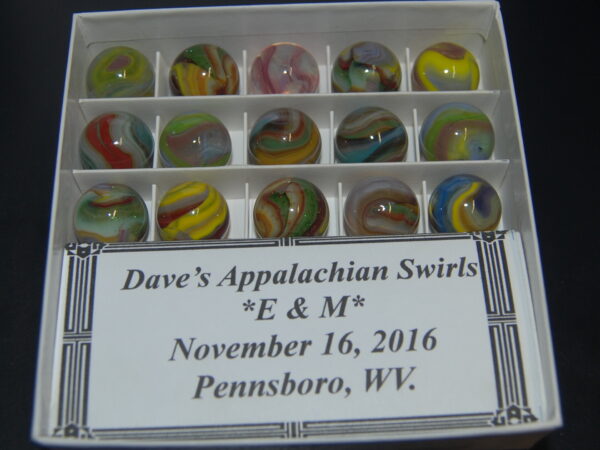 Dave's Appalachian Swirls
*E & M*
November 16, 2016
Pennsboro, WV.